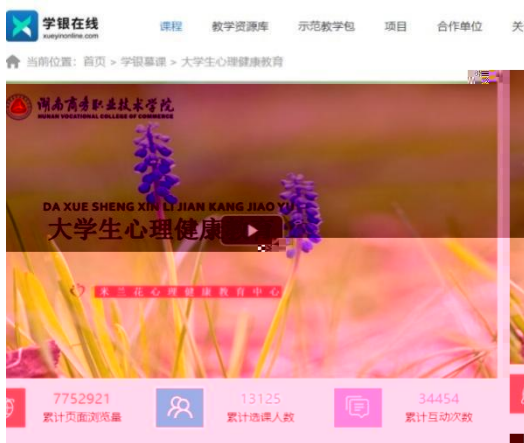 学银在线
xueyinonline.com
课程 教学资源库 示范教学包 项目 合作单位 关
当前位置：首页 > 学银慕课 > 大学生心理健康教育
湖南商务职业技术学院
HUNAN VOCATIONAL COLLEGE OF COMMERCE
DA XUE SHENG XIN LI JIAN KANG JIAO YU
大学生心理健康
米兰花心理健康教育中心
7752921 13125 34454
累计页面浏览量 累计选课人数 累计互动次数